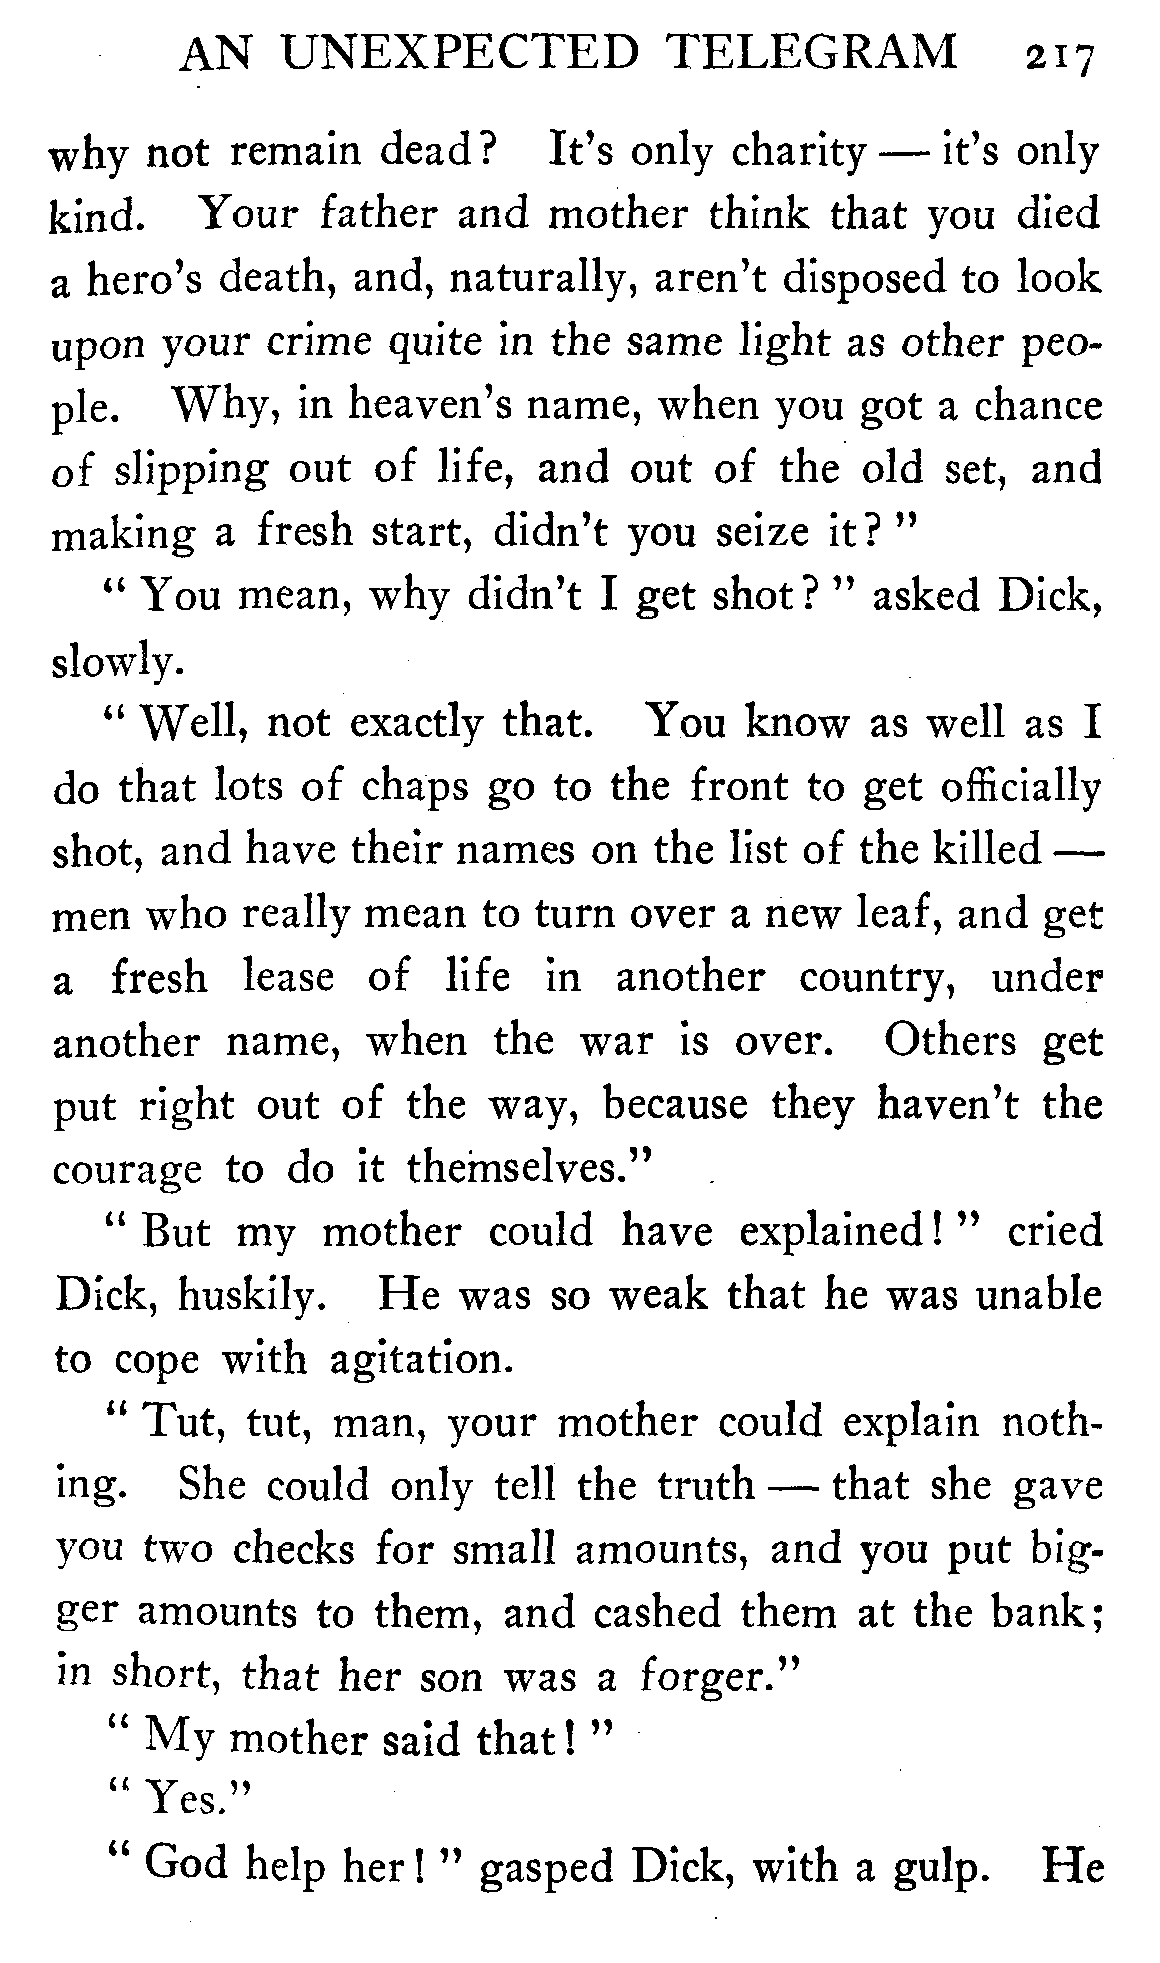 AN UNEXPECTED TELEGRAM 217
why not remain dead? It's only charity — it's only
kind. Your father and mother think that you died
a hero's death, and, naturally, aren't disposed to look
upon your crime quite in the same light as other peo-
ple. Why, in heaven's name, when you got a chance
of slipping out of life, and out of the old set, and
making a fresh start, didn't you seize it? "
" You mean, why didn't I get shot? " asked Dick,
slowly.
" Well, not exactly that. You know as well as I
do that lots of chaps go to the front to get officially
shot, and have their names on the list of the killed —
men who really mean to turn over a new leaf, and get
a fresh lease of life in another country, under
another name, when the war is over. Others get
put right out of the way, because they haven't the
courage to do it themselves."
" But my mother could have explained! " cried
Dick, huskily. He was so weak that he was unable
to cope with agitation.
" Tut, tut, man, your mother could explain noth-
ing. She could only tell the truth — that she gave
you two checks for small amounts, and you put big-
ger amounts to them, and cashed them at the bank;
in short, that her son was a forger."
" My mother said that! "
" Yes."
" God help her! " gasped Dick, with a gulp. He